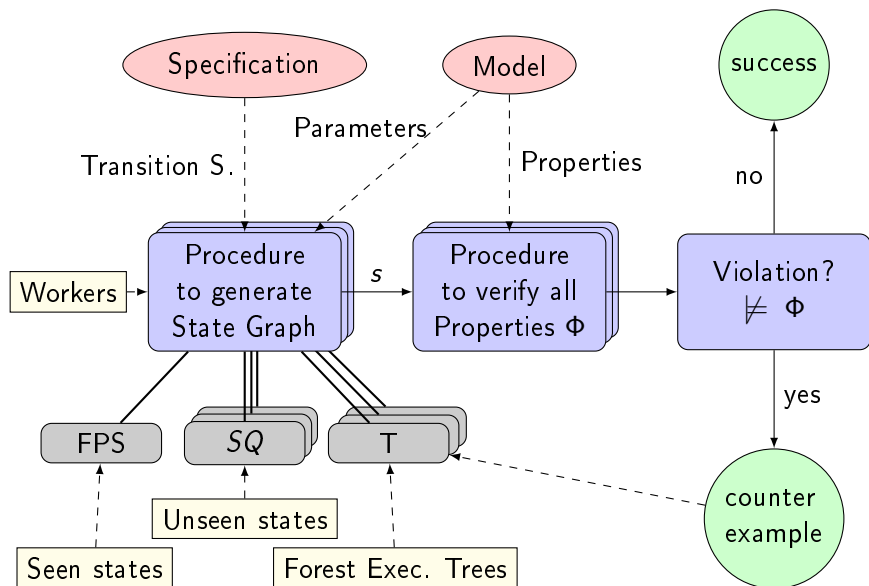 Specification
Model
success
Parameters
Transition S.
Properties
no
Procedure
to generate
State Graph
s
Procedure
to verify all
Properties Φ
Violation?
⊭ Φ
Workers
yes
FPS
SQ
T
counter
example
Unseen states
Seen states
Forest Exec. Trees